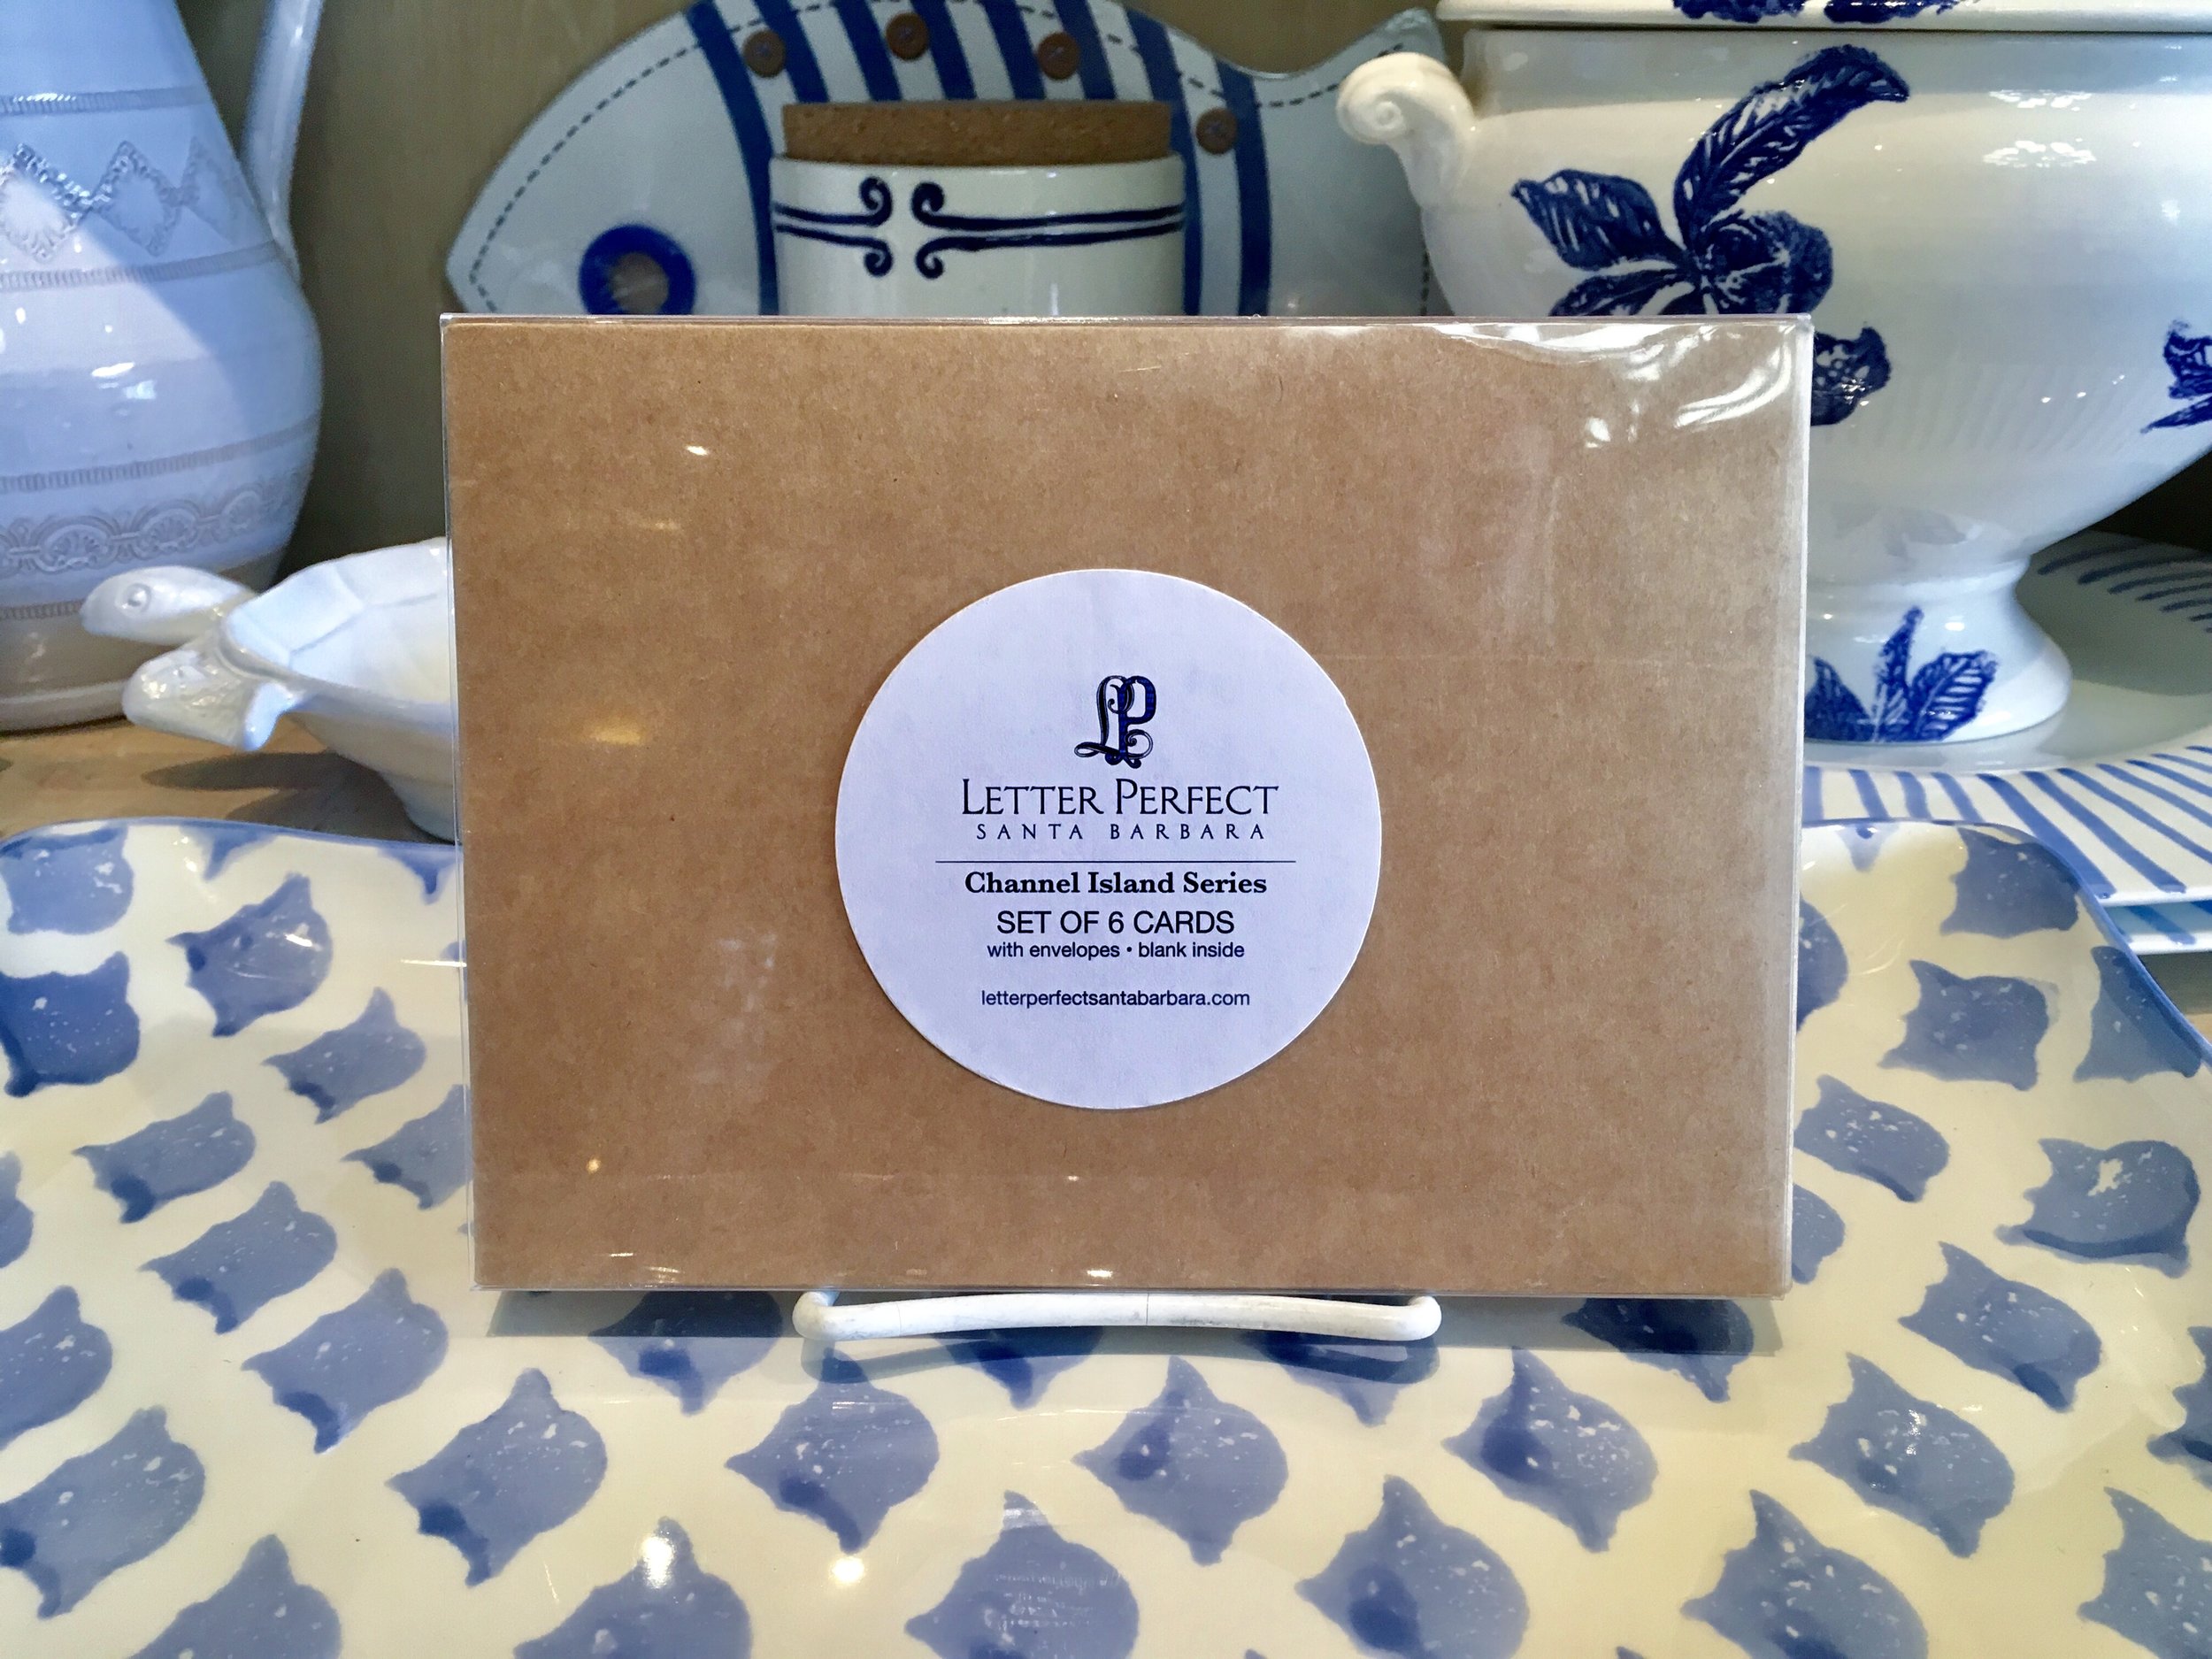 LP
LETTER PERFECT
SANTA BARBARA
Channel Island Series
SET OF 6 CARDS
with envelopes • blank inside
letterperfectsantabarbara.com